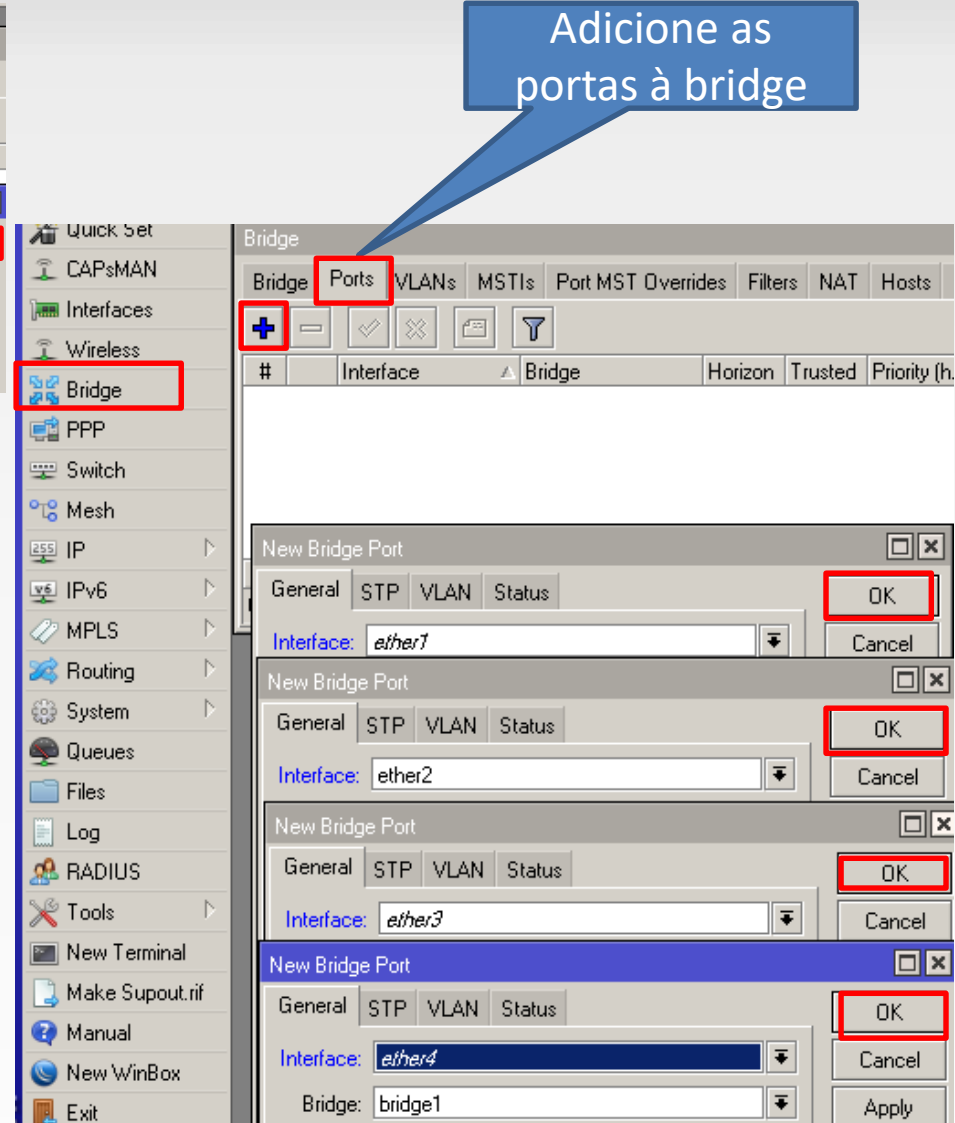 Adicione as
portas à bridge
Quick Set
CAPsMAN
Interfaces
Wireless
Bridge
PPP
Switch
Mesh
255 IP
v6 IPv6
MPLS
Routing
System
Queues
Files
Log
RADIUS
Tools
New Terminal
Make Supout.rif
Manual
New WinBox
Exit
Bridge
Bridge Ports VLANs MSTIs Port MST Overrides Filters NAT Hosts
# Interface Bridge Horizon Trusted Priority (h.
New Bridge Port
General STP VLAN Status OK
Interface: ether1 Cancel
New Bridge Port
General STP VLAN Status OK
Interface: ether2 Cancel
New Bridge Port
General STP VLAN Status OK
Interface: ether3 Cancel
New Bridge Port
General STP VLAN Status OK
Interface: ether4 Cancel
Bridge: bridge1 Apply